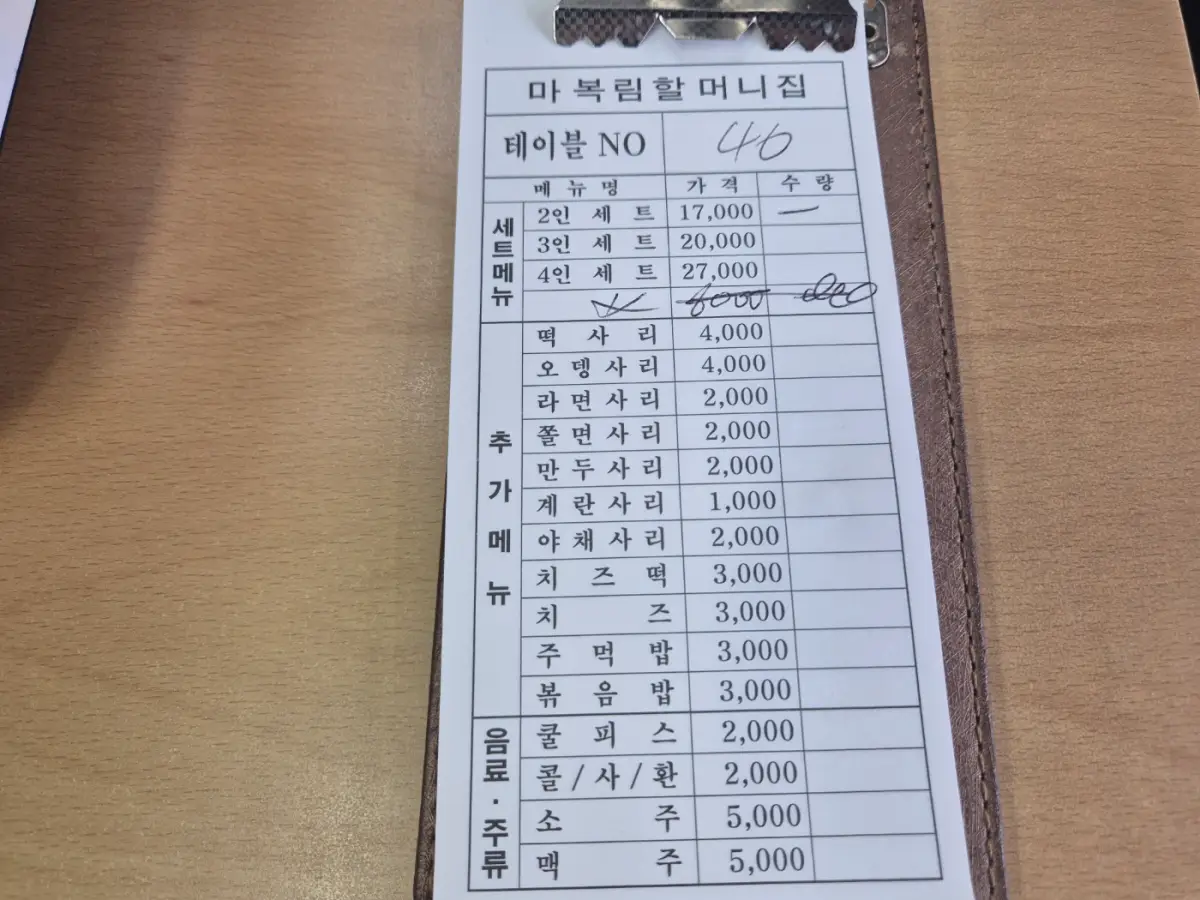 마복림할머니집
테이블 NO 46
메뉴명 가격 수량
세트메뉴
2인 세트 17,000 一
3인 세트 20,000
4인 세트 27,000
추가메뉴
떡사리 4,000
오뎅사리 4,000
라면사리 2,000
쫄면사리 2,000
만두사리 2,000
계란사리 1,000
야채사리 2,000
치즈떡 3,000
치즈 3,000
주먹밥 3,000
볶음밥 3,000
음료·주류
쿨피스 2,000
콜/사/환 2,000
소주 5,000
맥주 5,000